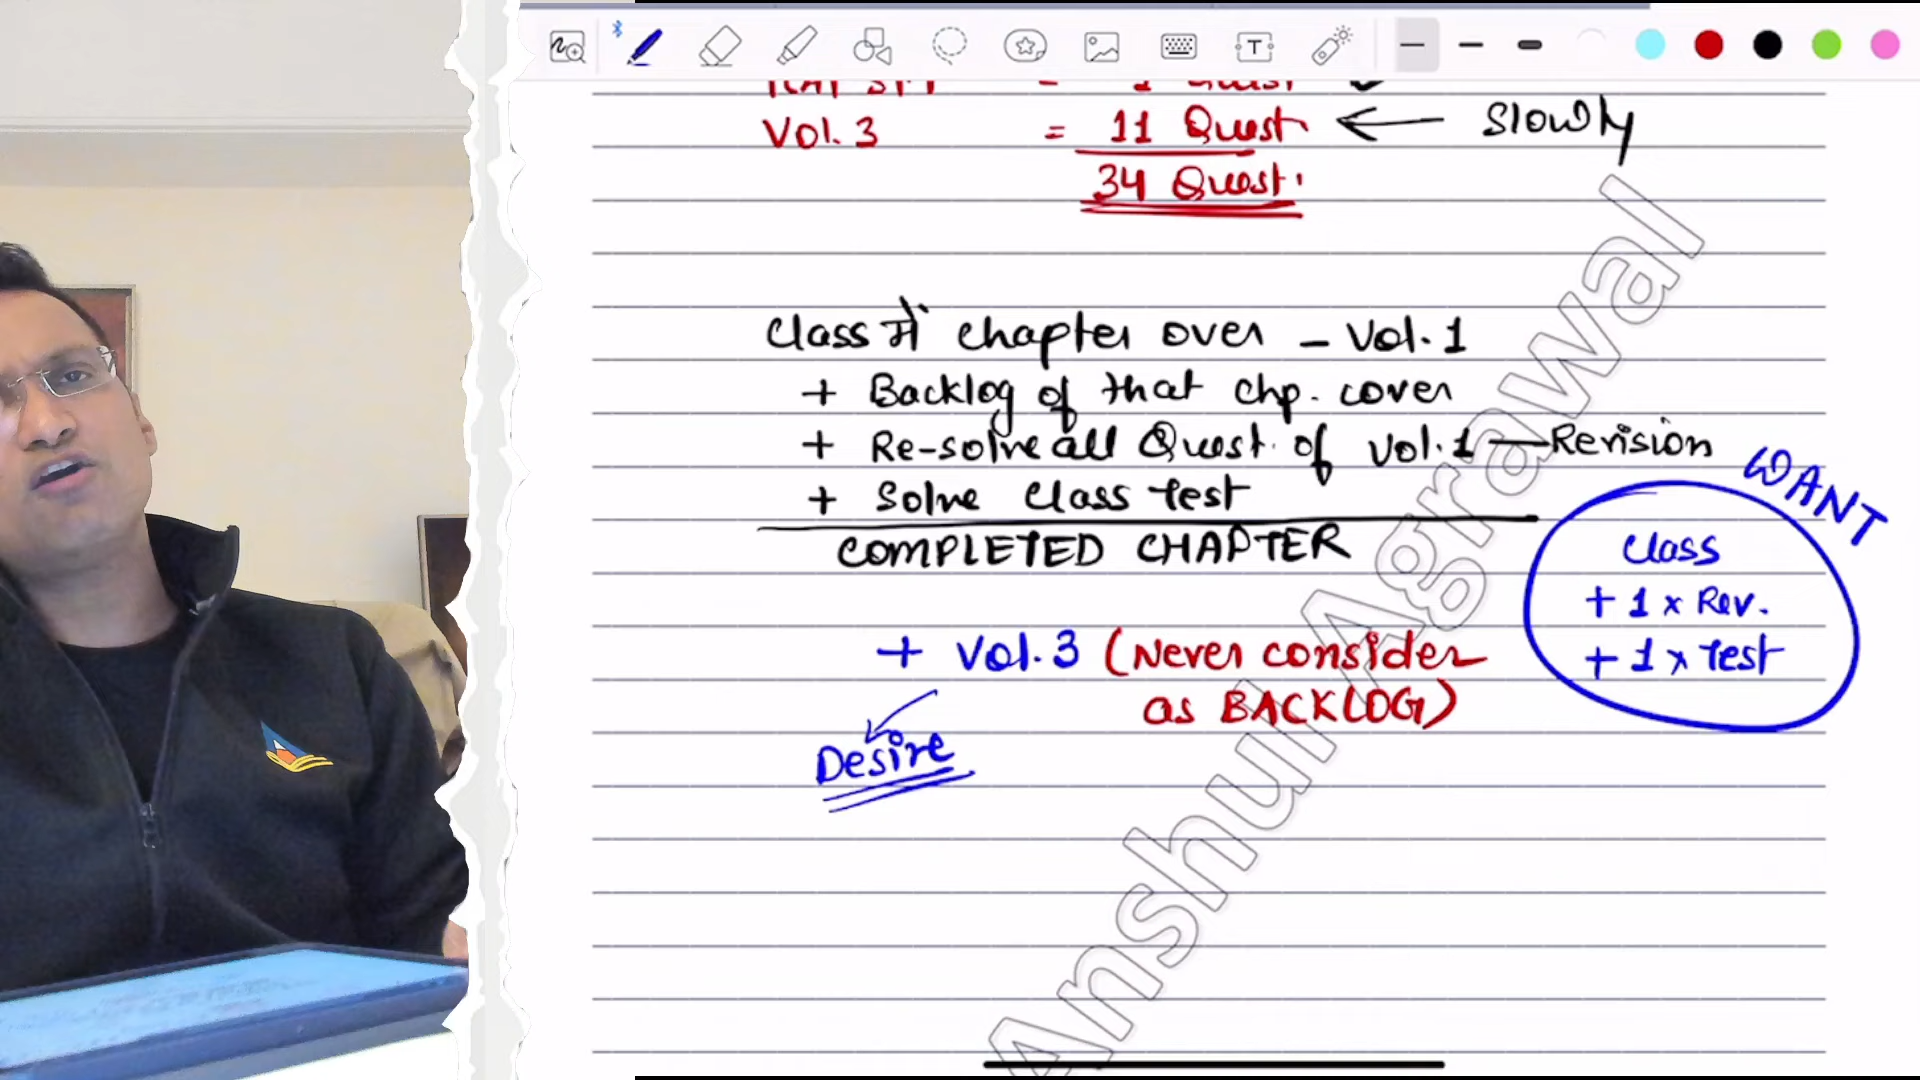 Vol. 3 = 11 Quest. ← Slowly
34 Quest.
Class में Chapter over - Vol. 1
+ Backlog of that Chp. cover
+ Re-solve all Quest. of Vol. 1 — Revision
+ Solve Class Test
COMPLETED CHAPTER
WANT
Class
+ 1 x Rev.
+ 1 x Test
+ Vol. 3 (Never consider
as BACKLOG)
Desire
Anshul Agrawal